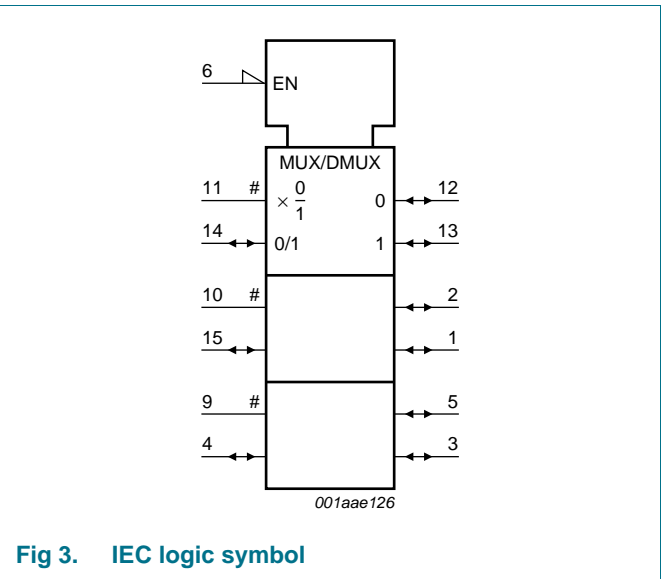 6
EN
MUX/DMUX
11 # × 0/1 0 12
14 0/1 1 13
10 # 2
15 1
9 # 5
4 3
001aae126
Fig 3. IEC logic symbol